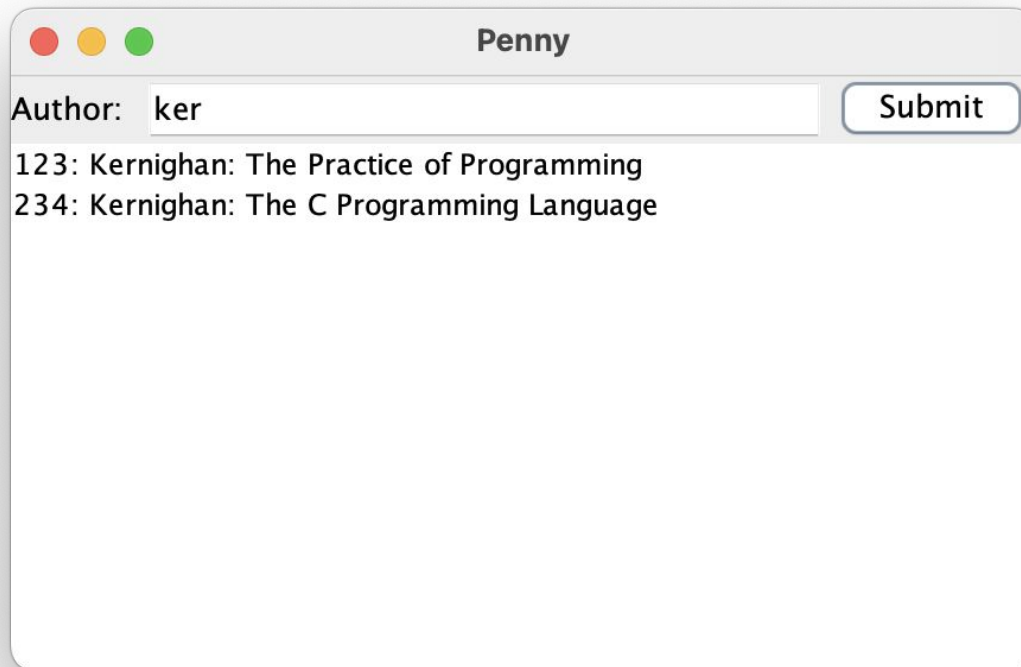 Penny
Author: ker Submit
123: Kernighan: The Practice of Programming
234: Kernighan: The C Programming Language